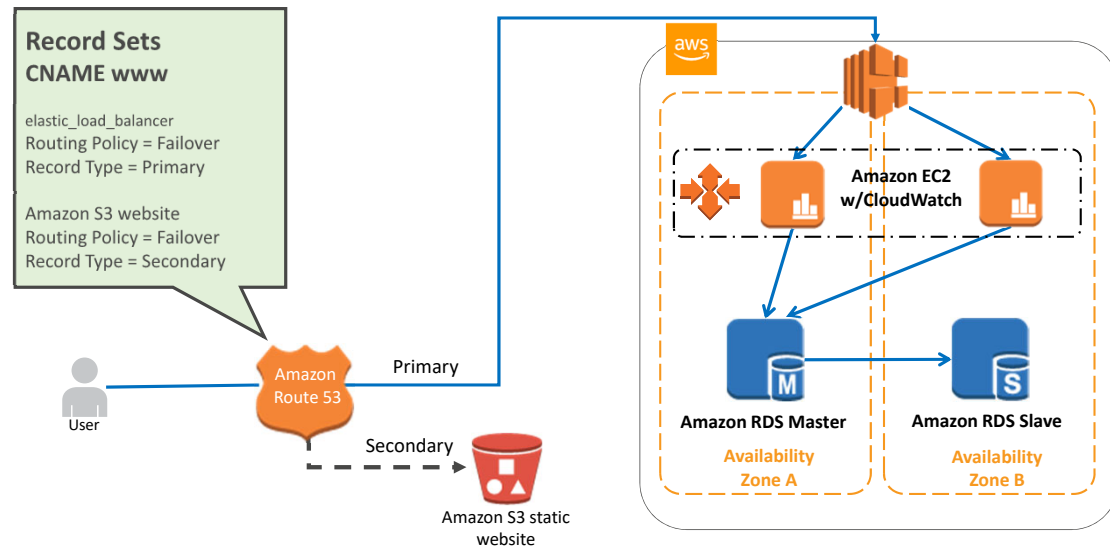 Record Sets
CNAME www
elastic_load_balancer
Routing Policy = Failover
Record Type = Primary
Amazon S3 website
Routing Policy = Failover
Record Type = Secondary
aws
Amazon EC2
w/CloudWatch
User
Amazon
Route 53
Primary
Secondary
Amazon S3 static
website
M
S
Amazon RDS Master
Amazon RDS Slave
Availability
Zone A
Availability
Zone B